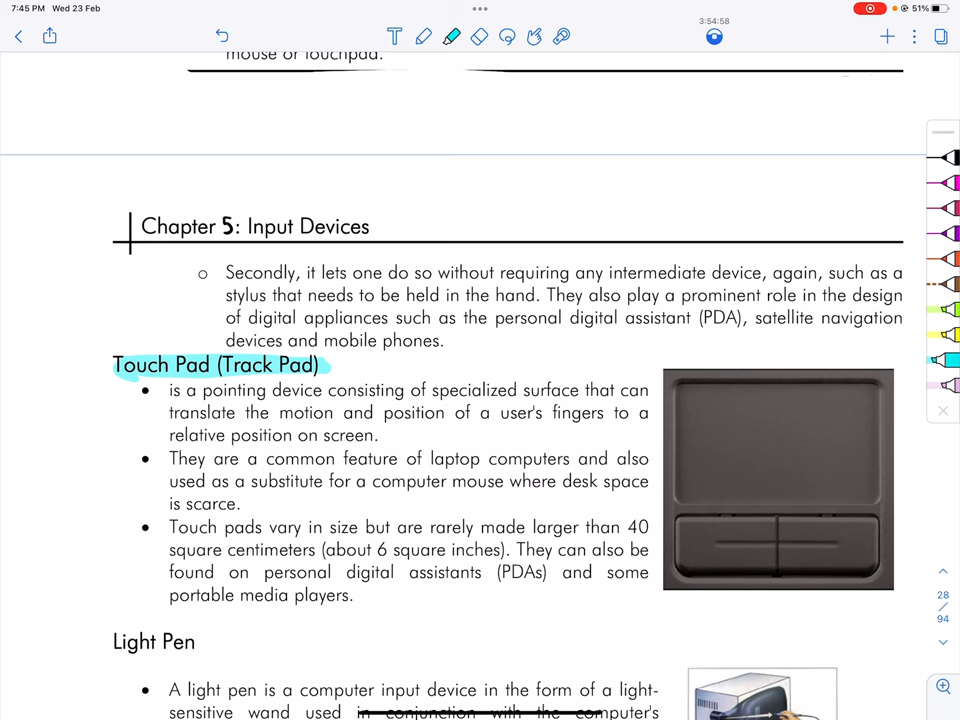 7:45 PM Wed 23 Feb
51%
3:54:58
mouse or touchpad.
Chapter 5: Input Devices
o Secondly, it lets one do so without requiring any intermediate device, again, such as a
stylus that needs to be held in the hand. They also play a prominent role in the design
of digital appliances such as the personal digital assistant (PDA), satellite navigation
devices and mobile phones.
Touch Pad (Track Pad)
• is a pointing device consisting of specialized surface that can
translate the motion and position of a user's fingers to a
relative position on screen.
• They are a common feature of laptop computers and also
used as a substitute for a computer mouse where desk space
is scarce.
• Touch pads vary in size but are rarely made larger than 40
square centimeters (about 6 square inches). They can also be
found on personal digital assistants (PDAs) and some
portable media players.
28
/
94
Light Pen
• A light pen is a computer input device in the form of a light-
sensitive wand used in conjunction with the computer's